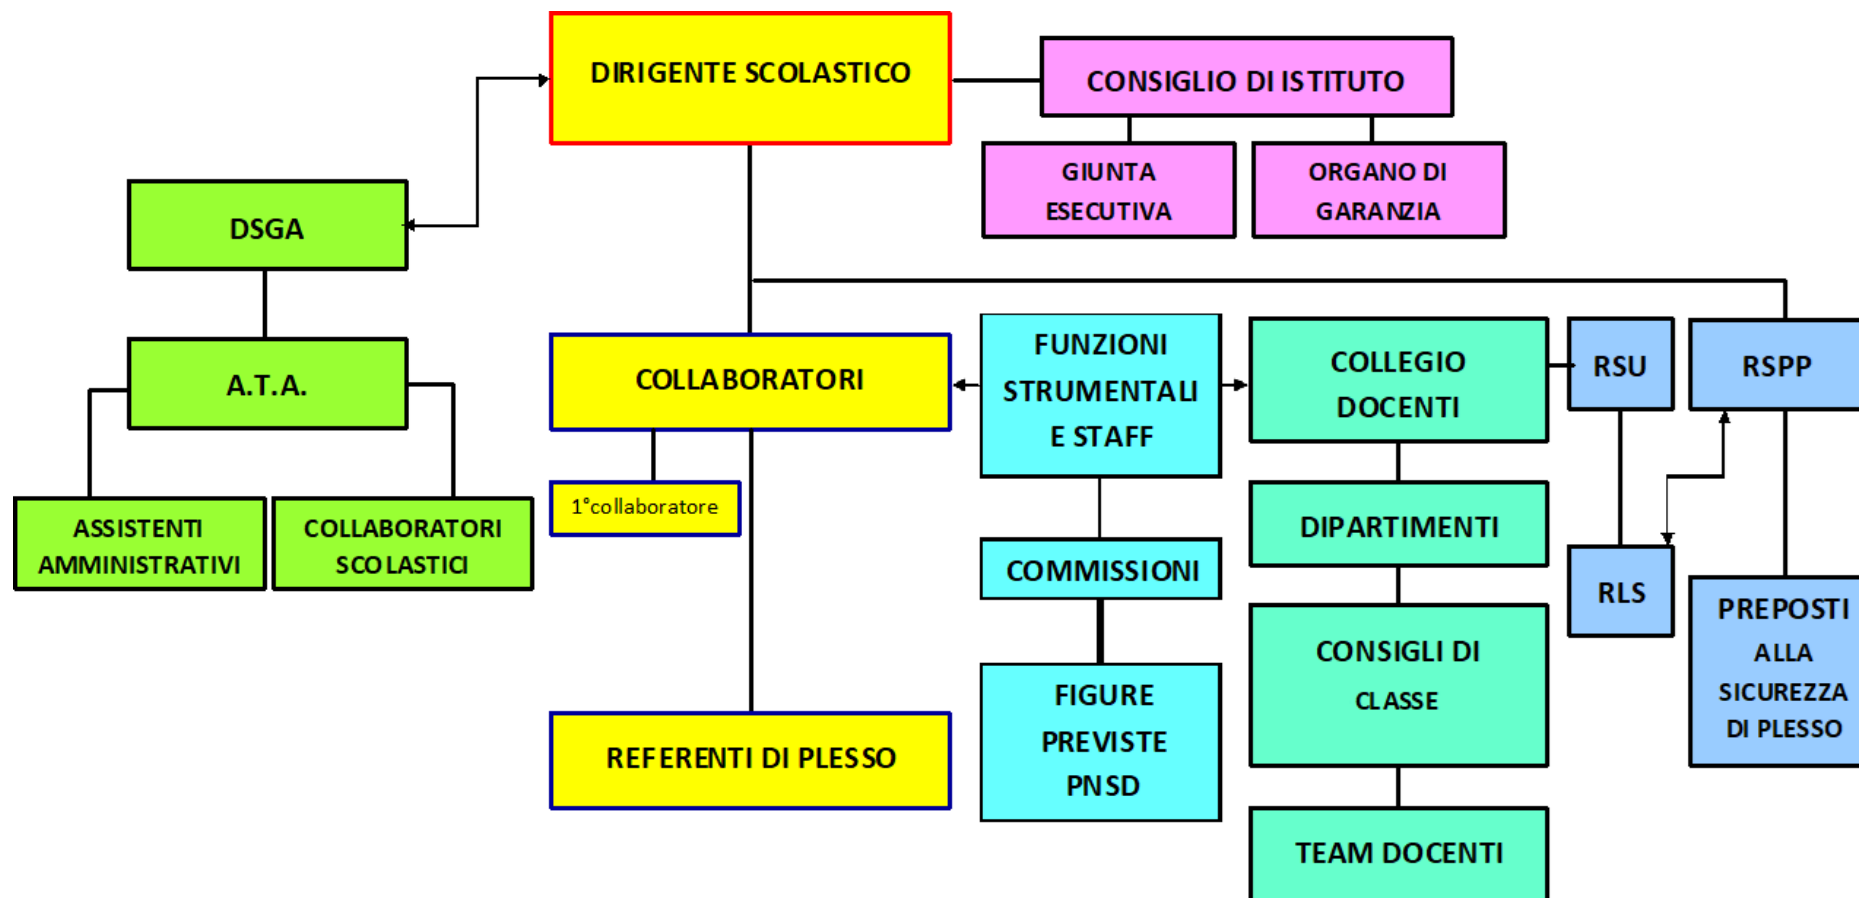 DIRIGENTE SCOLASTICO
CONSIGLIO DI ISTITUTO
GIUNTA
ESECUTIVA
ORGANO DI
GARANZIA
DSGA
A.T.A.
ASSISTENTI
AMMINISTRATIVI
COLLABORATORI
SCOLASTICI
COLLABORATORI
1°collaboratore
REFERENTI DI PLESSO
FUNZIONI
STRUMENTALI
E STAFF
COMMISSIONI
FIGURE
PREVISTE
PNSD
COLLEGIO
DOCENTI
DIPARTIMENTI
CONSIGLI DI
CLASSE
TEAM DOCENTI
RSU
RLS
RSPP
PREPOSTI
ALLA
SICUREZZA
DI PLESSO